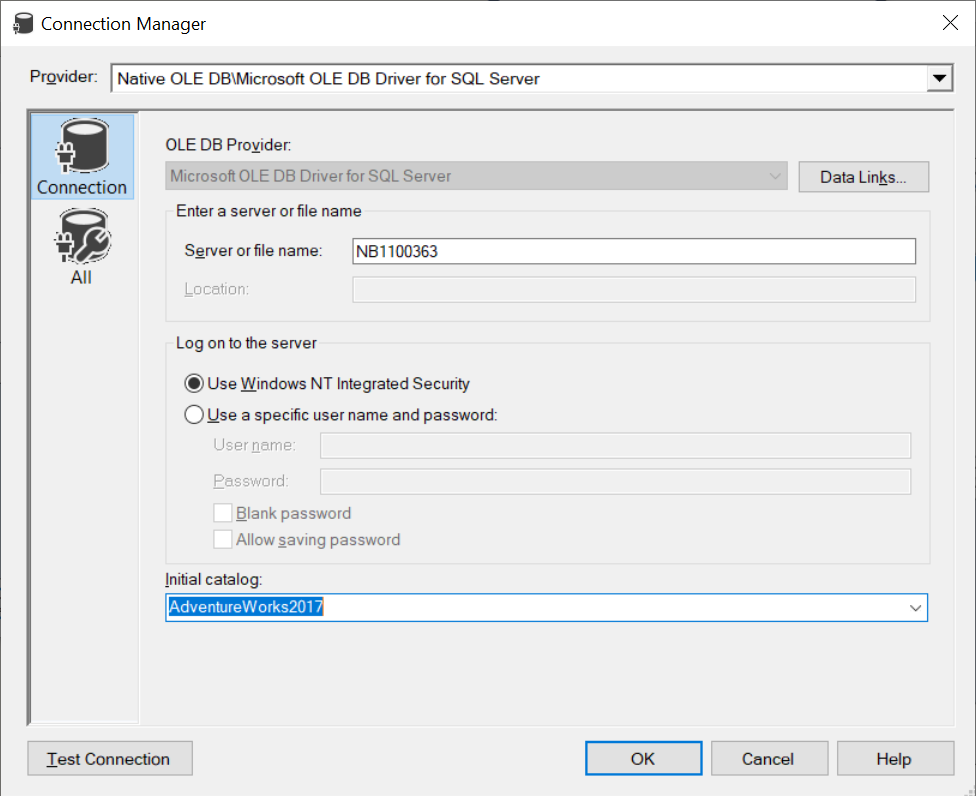 Connection Manager
Provider: Native OLE DB\Microsoft OLE DB Driver for SQL Server
Connection
All
OLE DB Provider:
Microsoft OLE DB Driver for SQL Server Data Links...
Enter a server or file name
Server or file name: NB1100363
Location:
Log on to the server
Use Windows NT Integrated Security
Use a specific user name and password:
User name:
Password:
Blank password
Allow saving password
Initial catalog:
AdventureWorks2017
Test Connection OK Cancel Help